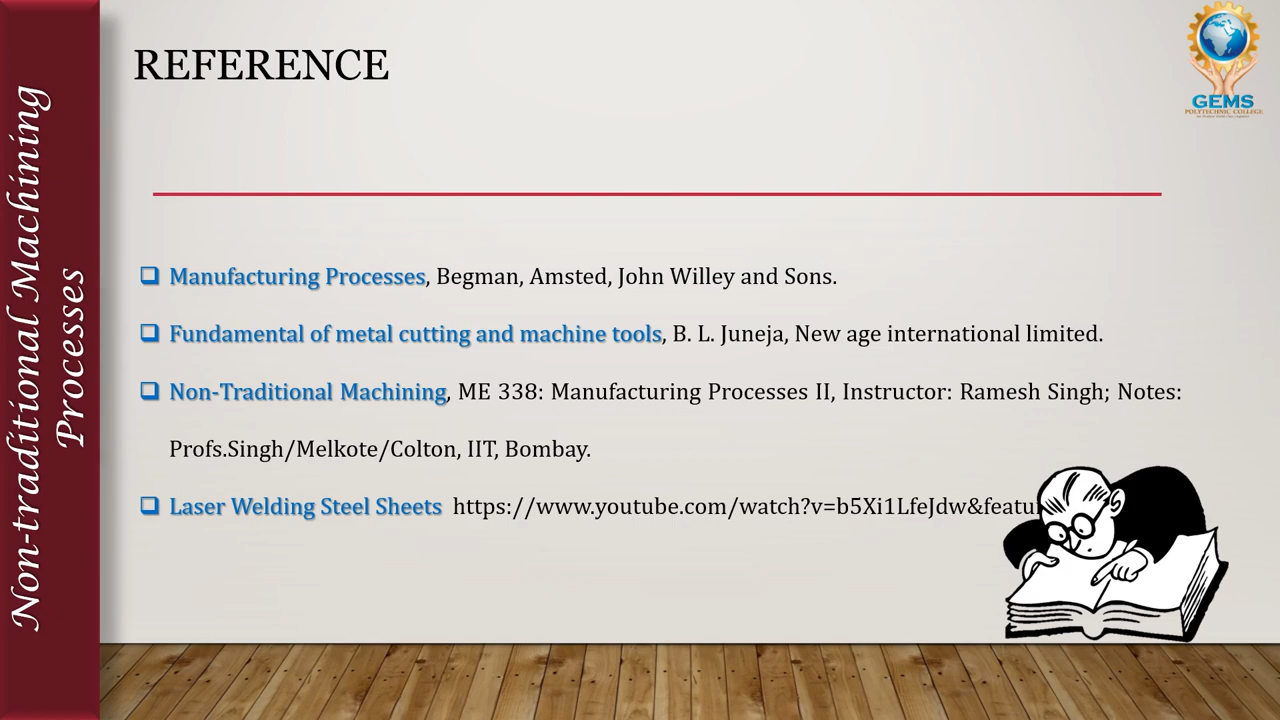 Non-traditional Machining
Processes
REFERENCE
GEMS
POLYTECHNIC COLLEGE
❑ Manufacturing Processes, Begman, Amsted, John Willey and Sons.
❑ Fundamental of metal cutting and machine tools, B. L. Juneja, New age international limited.
❑ Non-Traditional Machining, ME 338: Manufacturing Processes II, Instructor: Ramesh Singh; Notes:
Profs.Singh/Melkote/Colton, IIT, Bombay.
❑ Laser Welding Steel Sheets https://www.youtube.com/watch?v=b5Xi1LfeJdw&featu